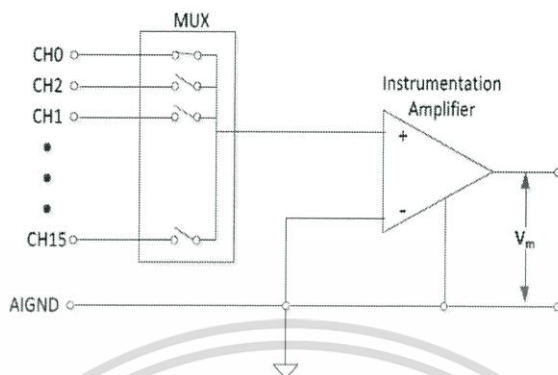 MUX
CH0
CH2
CH1
Instrumentation
Amplifier
+
-
CH15
Vm
AIGND